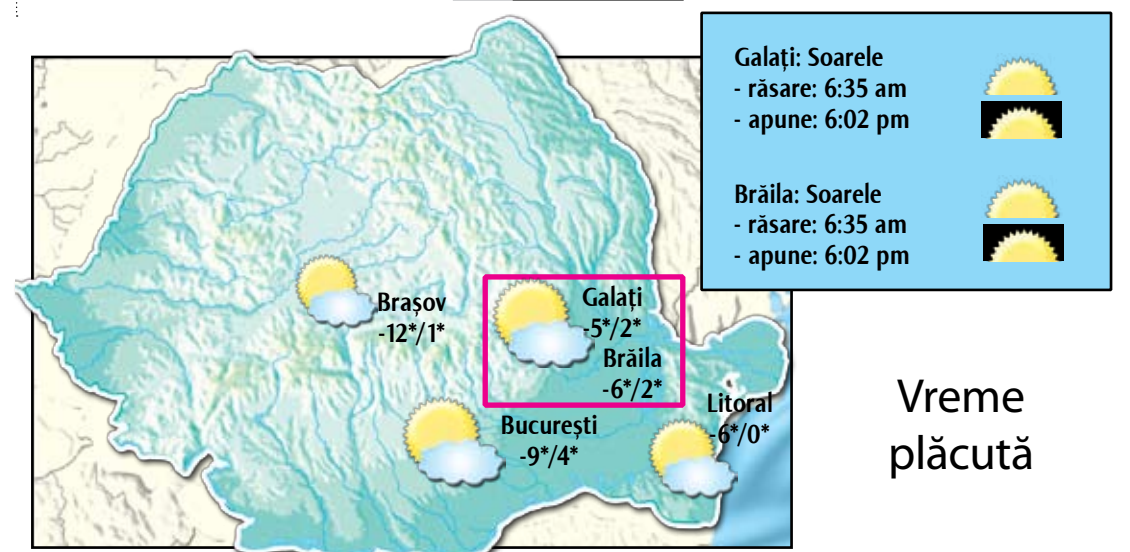 Galați: Soarele
- răsare: 6:35 am
- apune: 6:02 pm
Brăila: Soarele
- răsare: 6:35 am
- apune: 6:02 pm
Brașov
-12*/1*
Galați
-5*/2*
Brăila
-6*/2*
București
-9*/4*
Litoral
-6*/0*
Vreme
plăcută